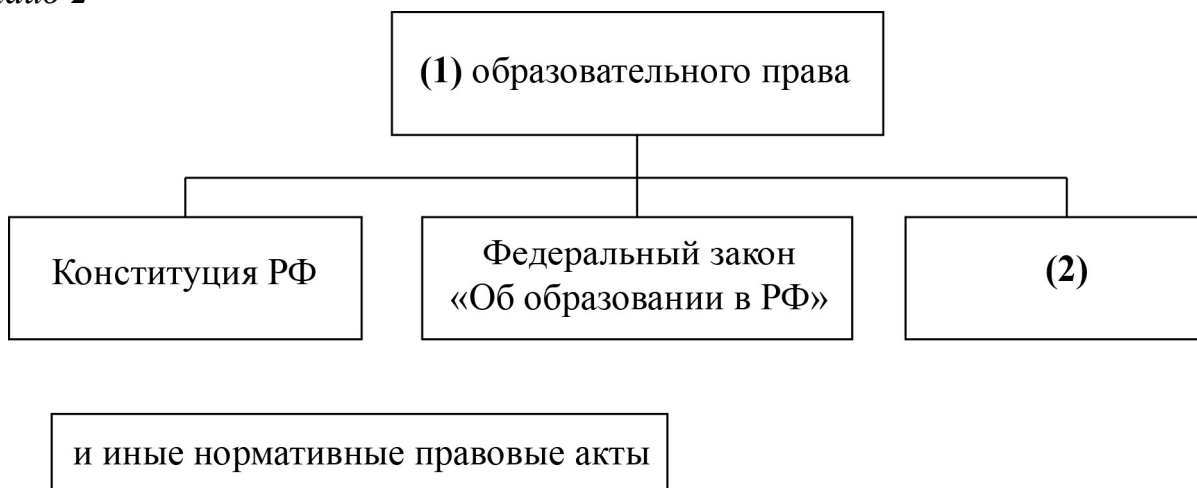 (1) образовательного права
Конституция РФ
Федеральный закон
«Об образовании в РФ»
(2)
и иные нормативные правовые акты